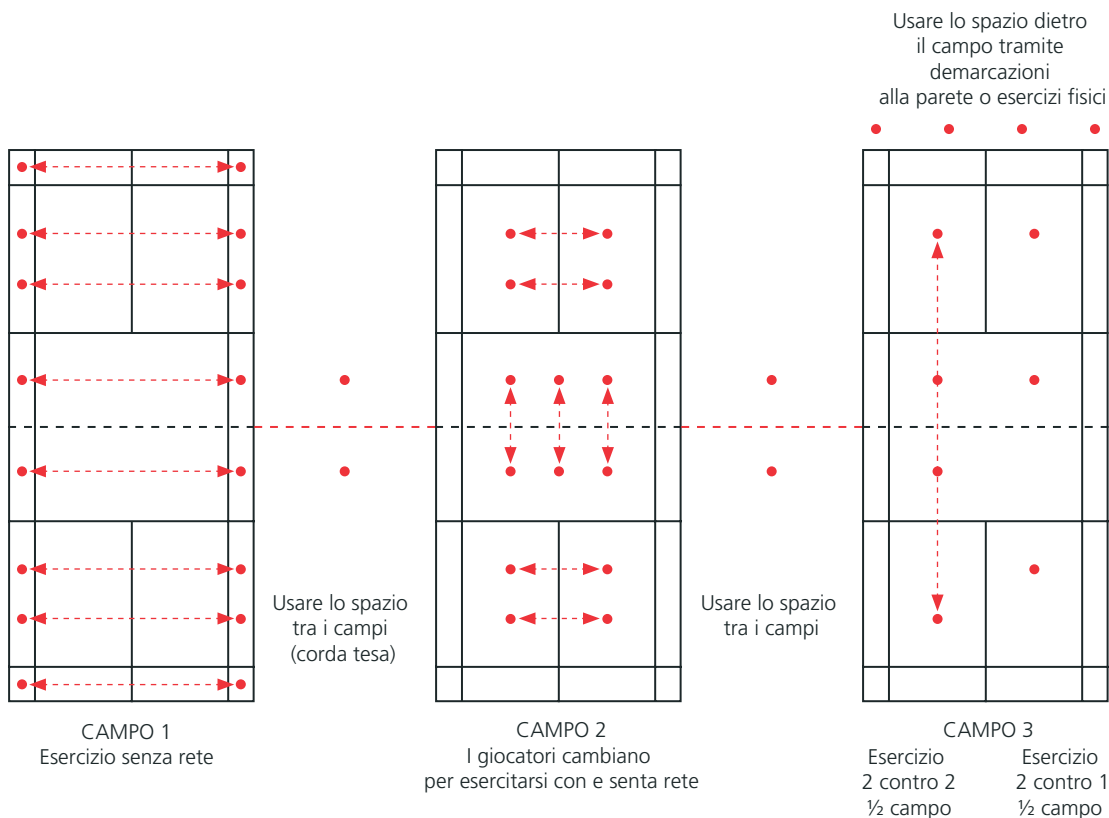 Usare lo spazio dietro
il campo tramite
demarcazioni
alla parete o esercizi fisici
Usare lo spazio
tra i campi
(corda tesa)
Usare lo spazio
tra i campi
CAMPO 1
Esercizio senza rete
CAMPO 2
I giocatori cambiano
per esercitarsi con e senta rete
CAMPO 3
Esercizio
2 contro 2
½ campo
Esercizio
2 contro 1
½ campo